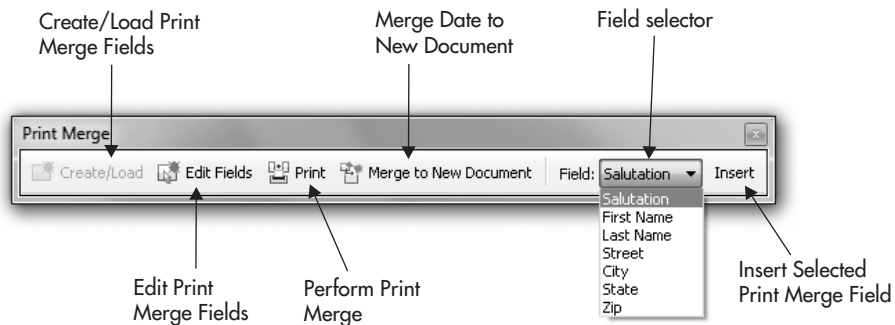 Create/Load Print
Merge Fields
Merge Date to
New Document
Field selector
Print Merge
Create/Load Edit Fields Print Merge to New Document Field: Salutation Insert
Salutation
First Name
Last Name
Street
City
State
Zip
Edit Print
Merge Fields
Perform Print
Merge
Insert Selected
Print Merge Field